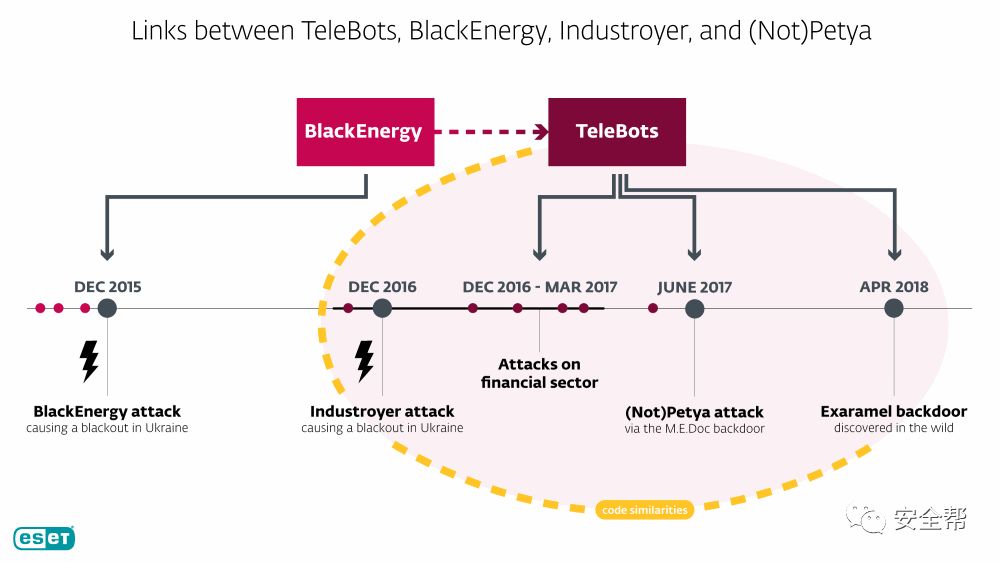 Links between TeleBots, BlackEnergy, Industroyer, and (Not)Petya
BlackEnergy
TeleBots
DEC 2015
DEC 2016
DEC 2016 - MAR 2017
JUNE 2017
APR 2018
Attacks on
financial sector
BlackEnergy attack
causing a blackout in Ukraine
Industroyer attack
causing a blackout in Ukraine
(Not)Petya attack
via the M.E.Doc backdoor
Exaramel backdoor
discovered in the wild
code similarities
eset
安全帮